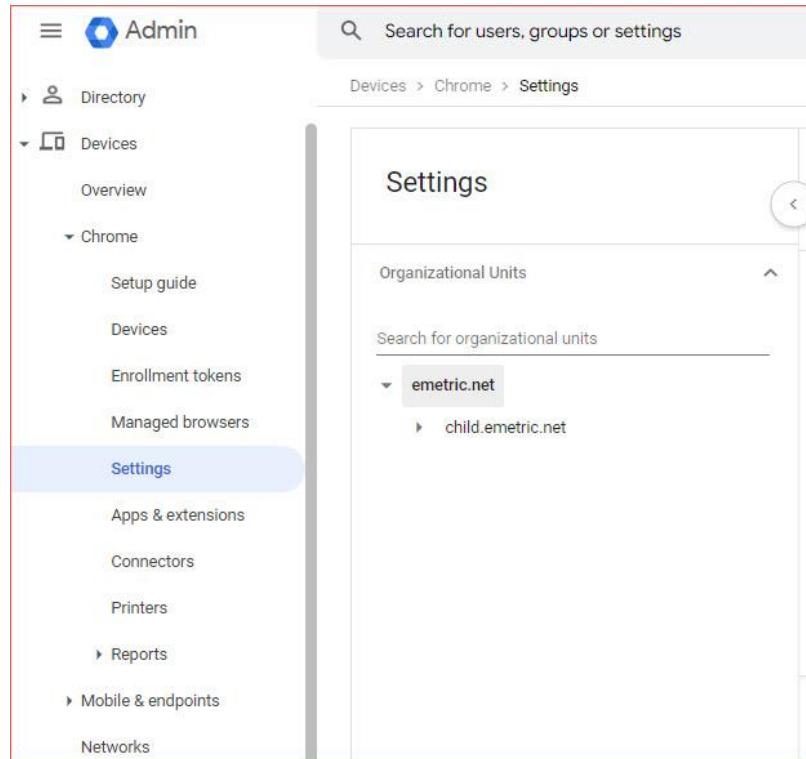 Admin
Search for users, groups or settings
Directory
Devices
Overview
Chrome
Setup guide
Devices
Enrollment tokens
Managed browsers
Settings
Apps & extensions
Connectors
Printers
Reports
Mobile & endpoints
Networks
Devices > Chrome > Settings
Settings
Organizational Units
Search for organizational units
emetric.net
child.emetric.net